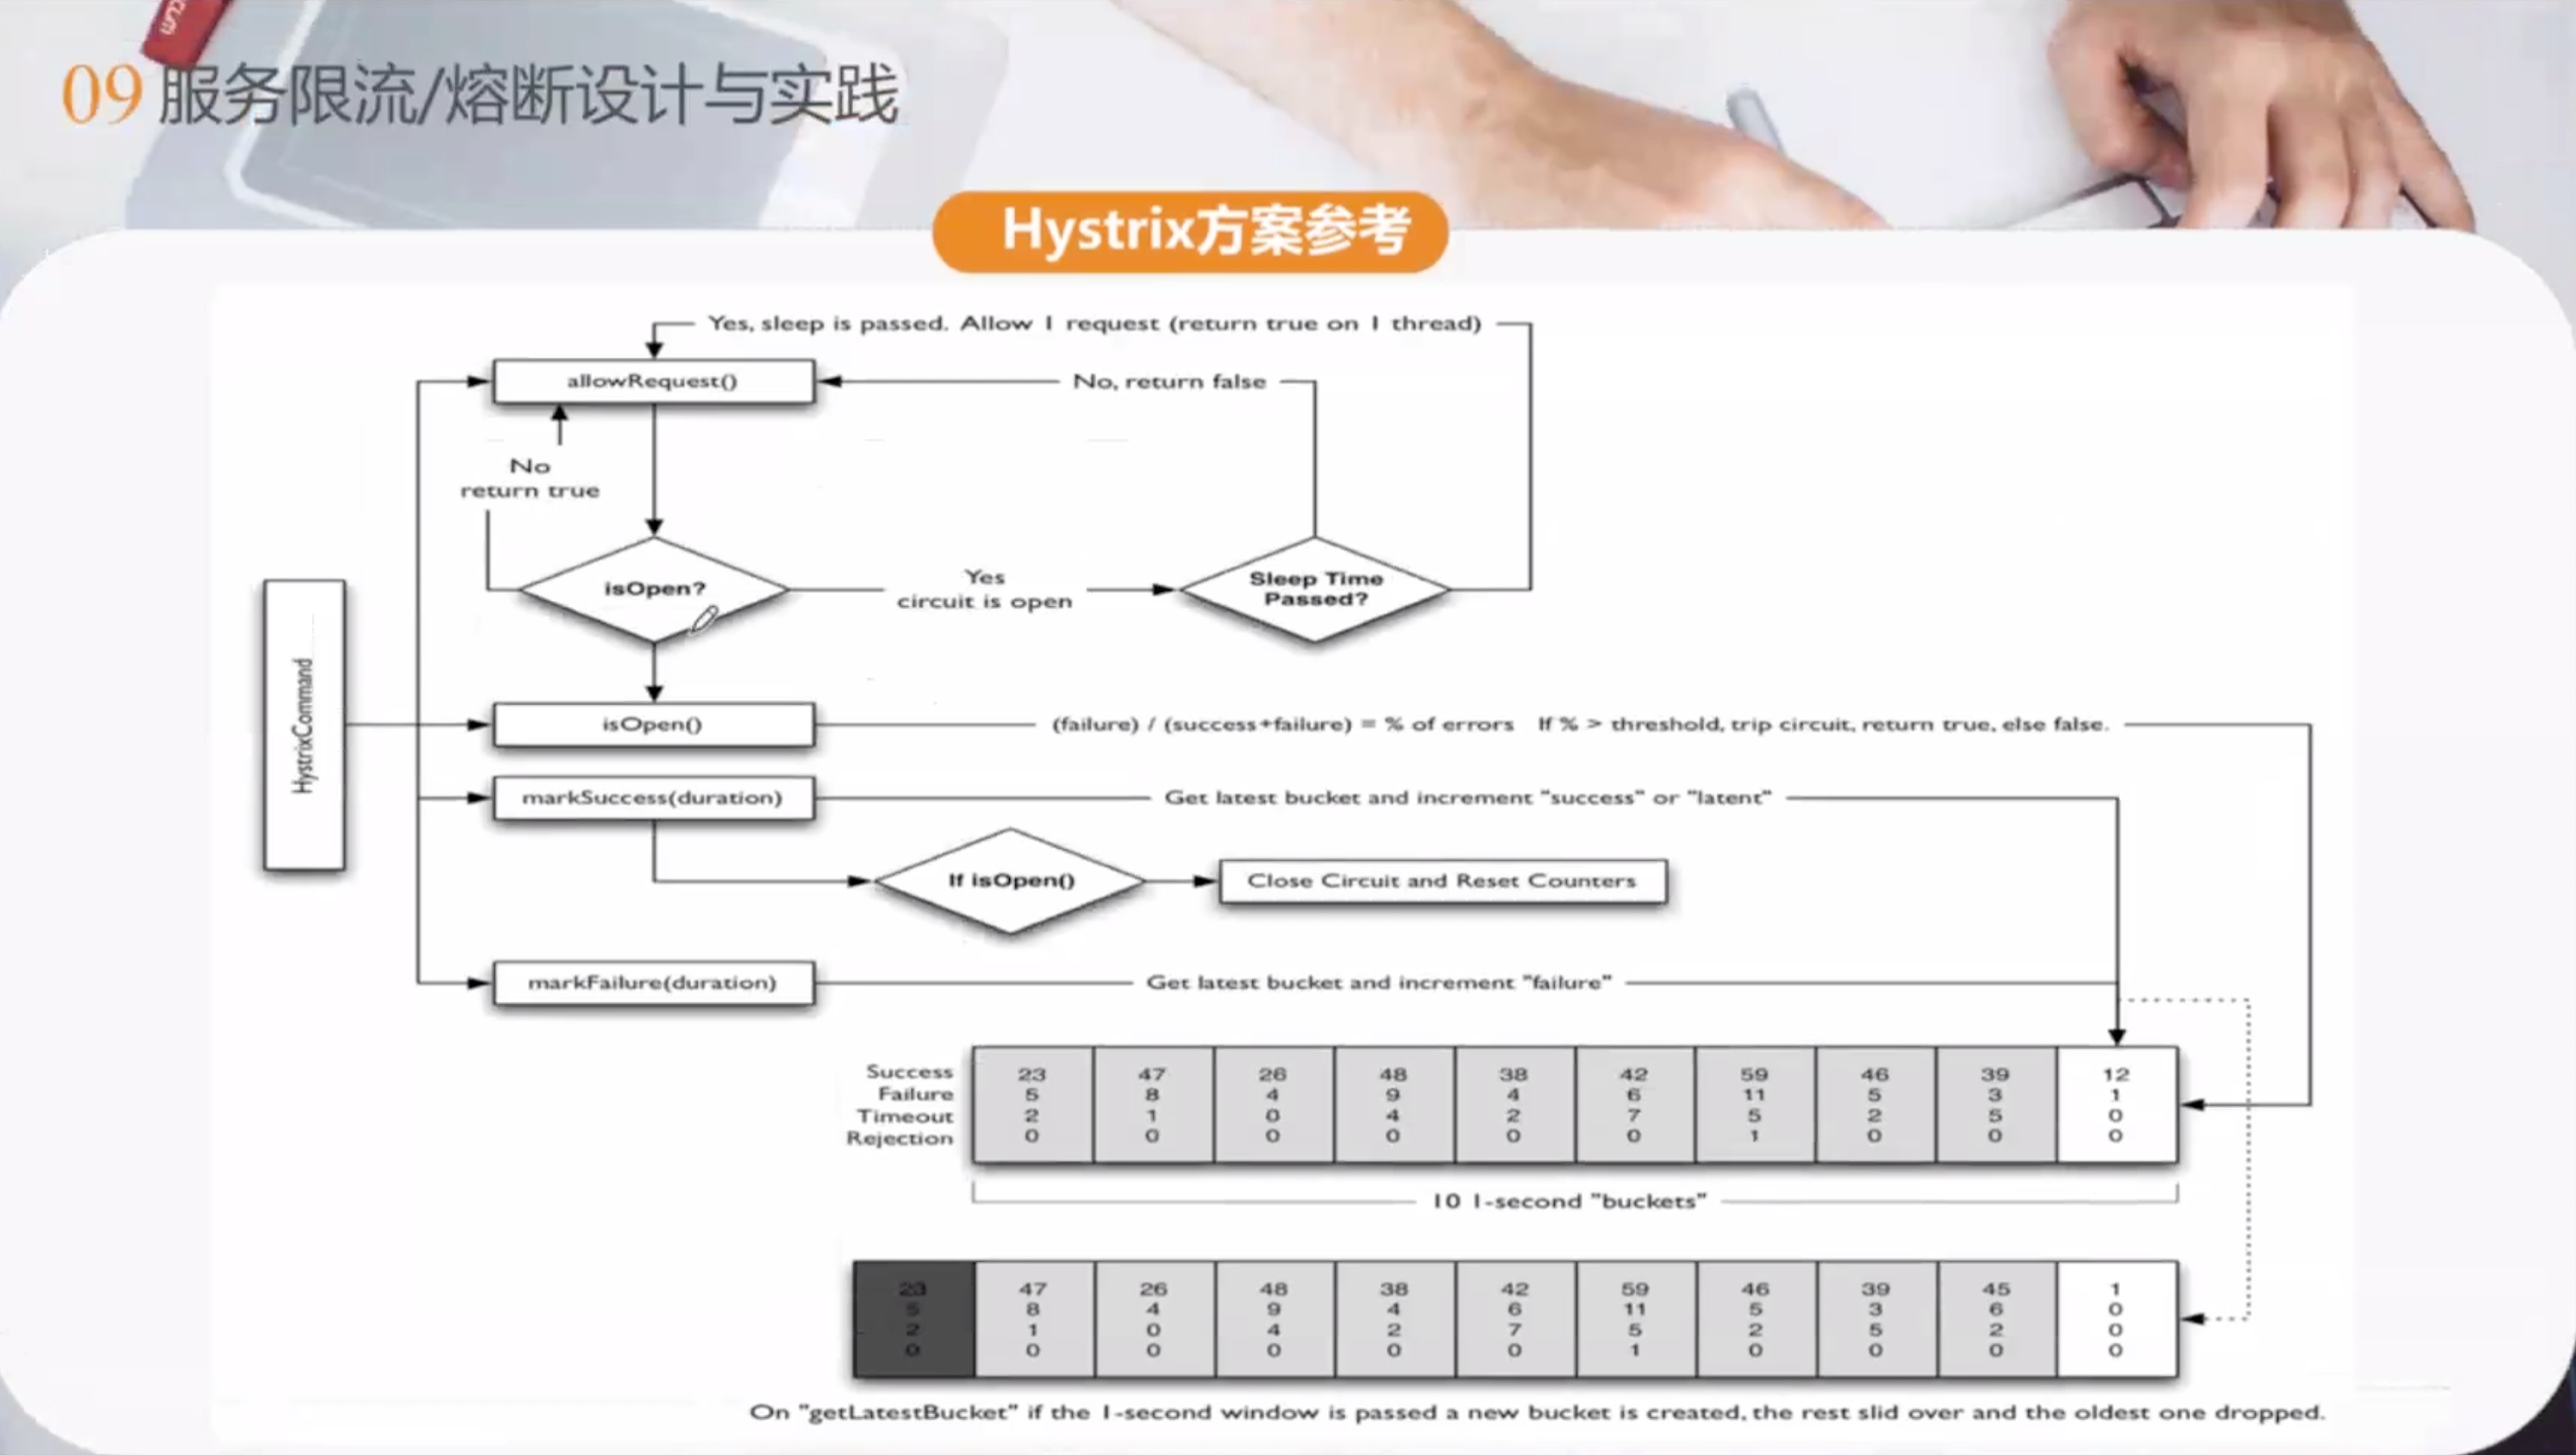 09 服务限流/熔断设计与实践
Hystrix方案参考
Yes, sleep is passed. Allow 1 request (return true on 1 thread)
allowRequest()
No, return false
No
return true
isOpen?
Yes
circuit is open
Sleep Time
Passed?
HystrixCommand
isOpen()
(failure) / (success+failure) = % of errors If % > threshold, trip circuit, return true, else false.
markSuccess(duration)
Get latest bucket and increment "success" or "latent"
If isOpen()
Close Circuit and Reset Counters
markFailure(duration)
Get latest bucket and increment "failure"
Success 23 47 26 48 38 42 59 46 39 12
Failure 5 8 4 9 4 6 11 5 3 1
Timeout 2 1 0 4 2 7 5 2 5 0
Rejection 0 0 0 0 0 0 1 0 0 0
10 1-second "buckets"
23 47 26 48 38 42 59 46 39 45 1
5 8 4 9 4 6 11 5 3 6 0
2 1 0 4 2 7 5 2 5 2 0
0 0 0 0 0 0 1 0 0 0 0
On "getLatestBucket" if the 1-second window is passed a new bucket is created, the rest slid over and the oldest one dropped.